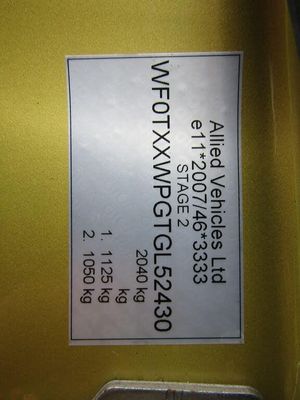 Allied Vehicles Ltd
e11*2007/46*3333
STAGE 2
WF0TXXWPGTGL52430
2040 kg
kg
1. 1125 kg
2. 1050 kg